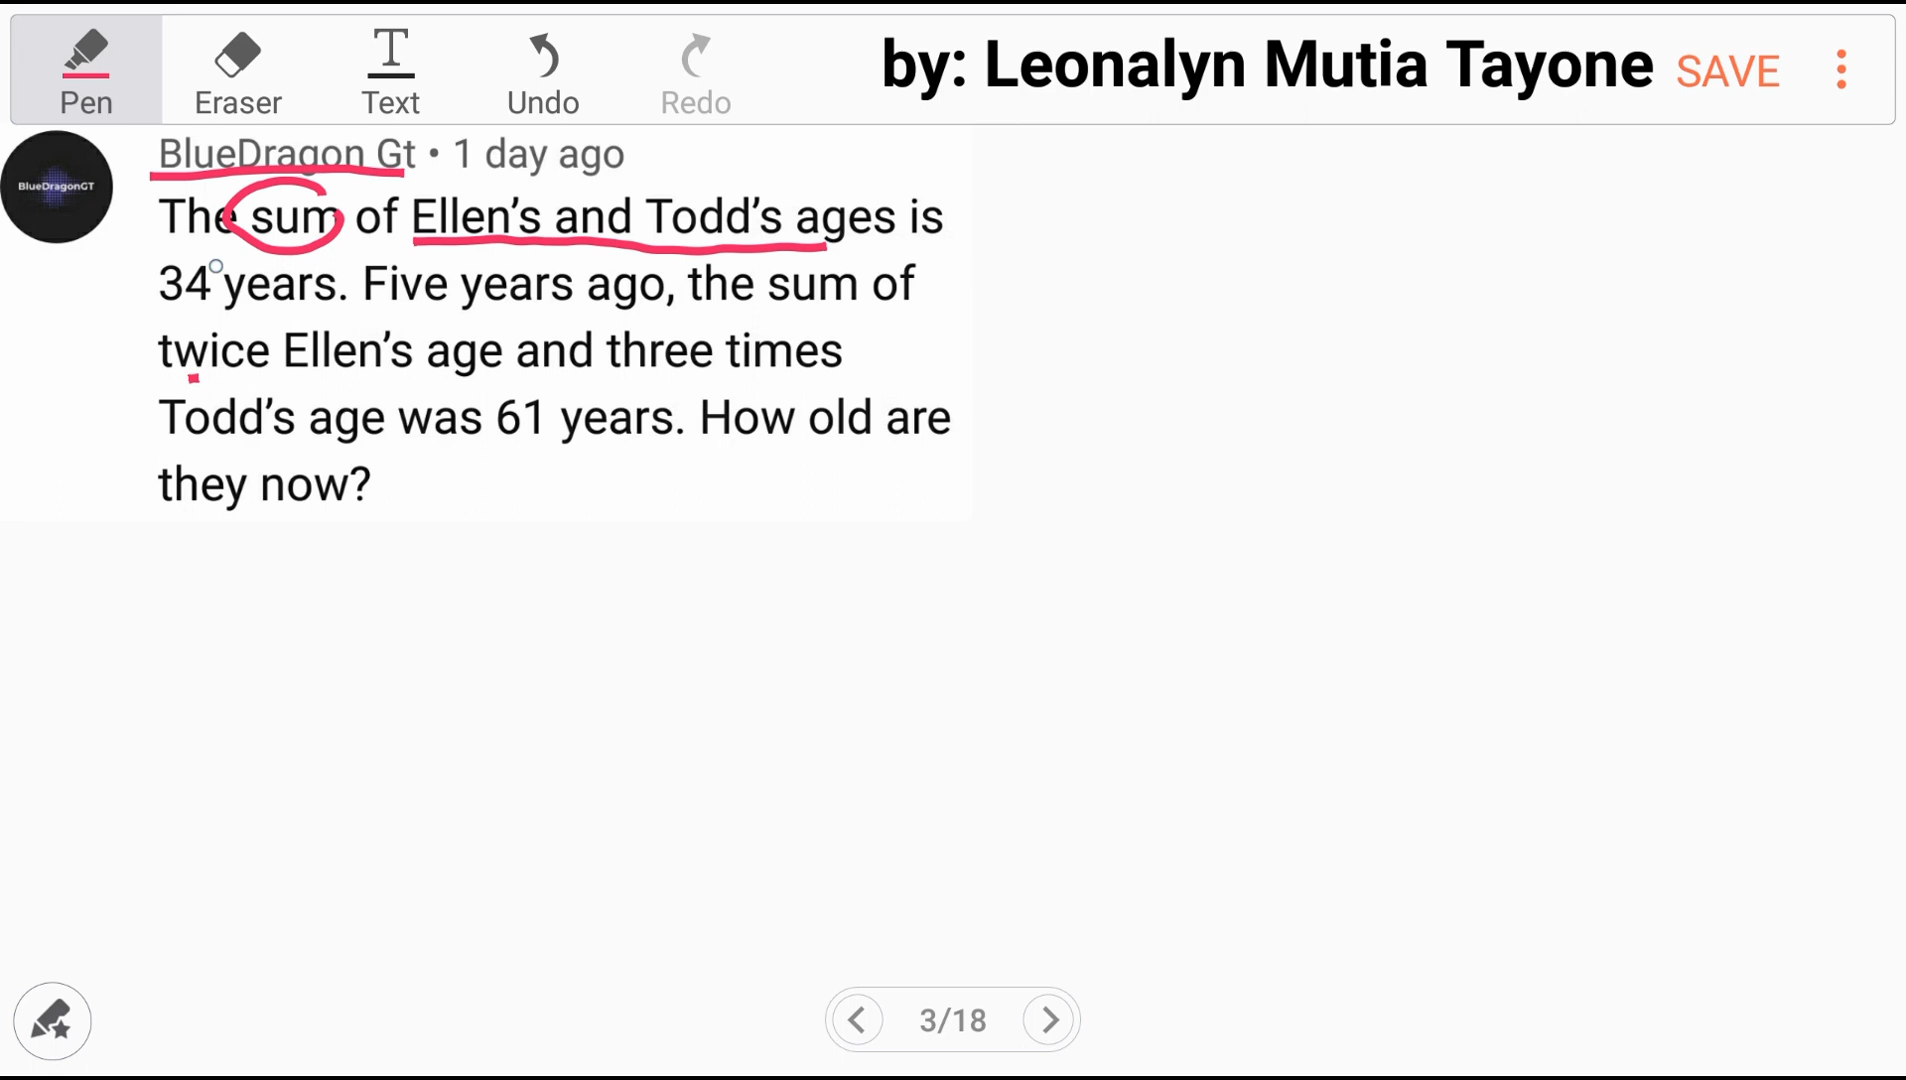 Pen
Eraser
Text
Undo
Redo
by: Leonalyn Mutia Tayone
SAVE
BlueDragonGT
BlueDragon Gt • 1 day ago
The sum of Ellen’s and Todd’s ages is
34 years. Five years ago, the sum of
twice Ellen’s age and three times
Todd’s age was 61 years. How old are
they now?
3/18